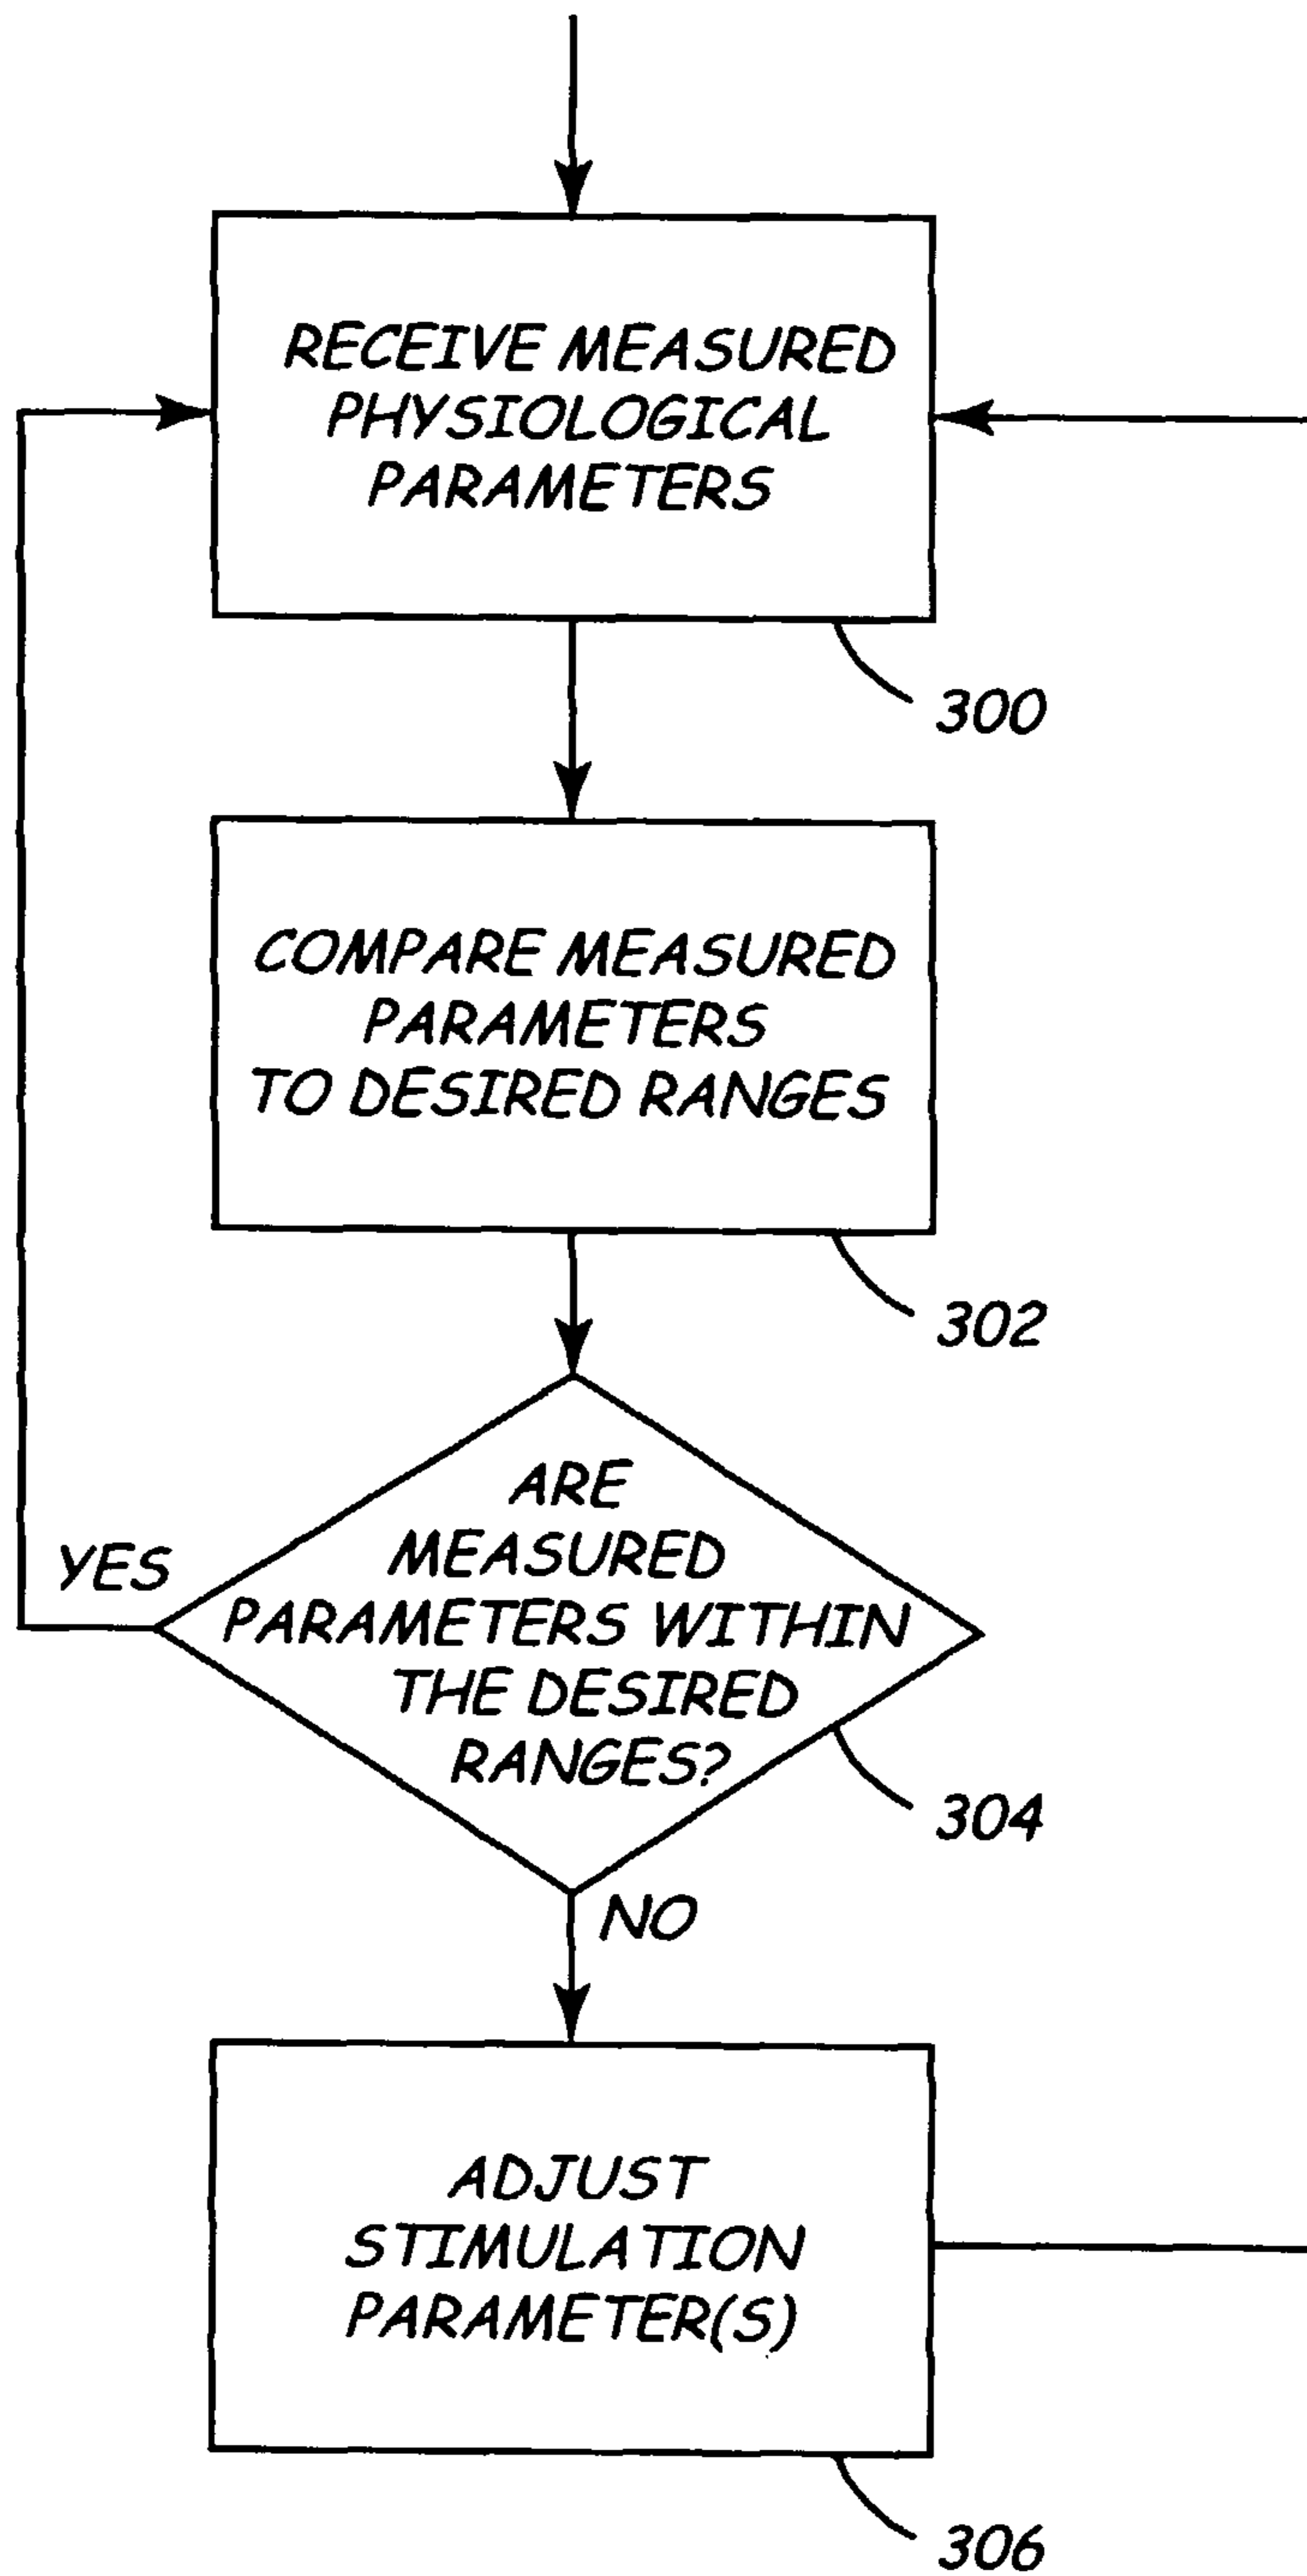 RECEIVE MEASURED
PHYSIOLOGICAL
PARAMETERS
300
COMPARE MEASURED
PARAMETERS
TO DESIRED RANGES
302
ARE
MEASURED
PARAMETERS WITHIN
THE DESIRED
RANGES?
YES
304
NO
ADJUST
STIMULATION
PARAMETER(S)
306